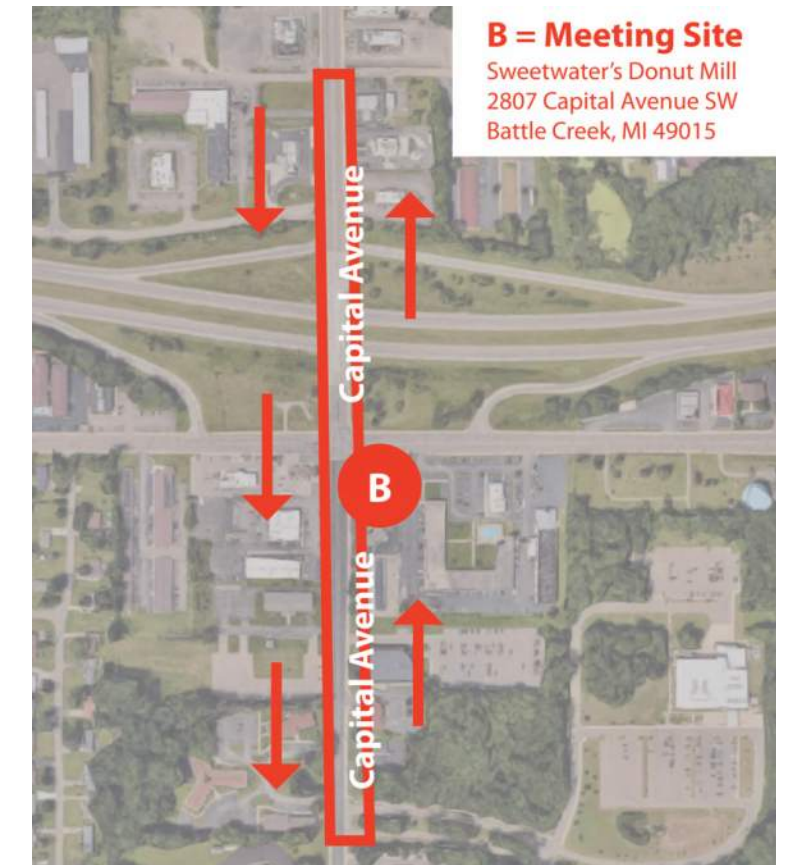 B = Meeting Site
Sweetwater's Donut Mill
2807 Capital Avenue SW
Battle Creek, MI 49015
Capital Avenue
B
Capital Avenue